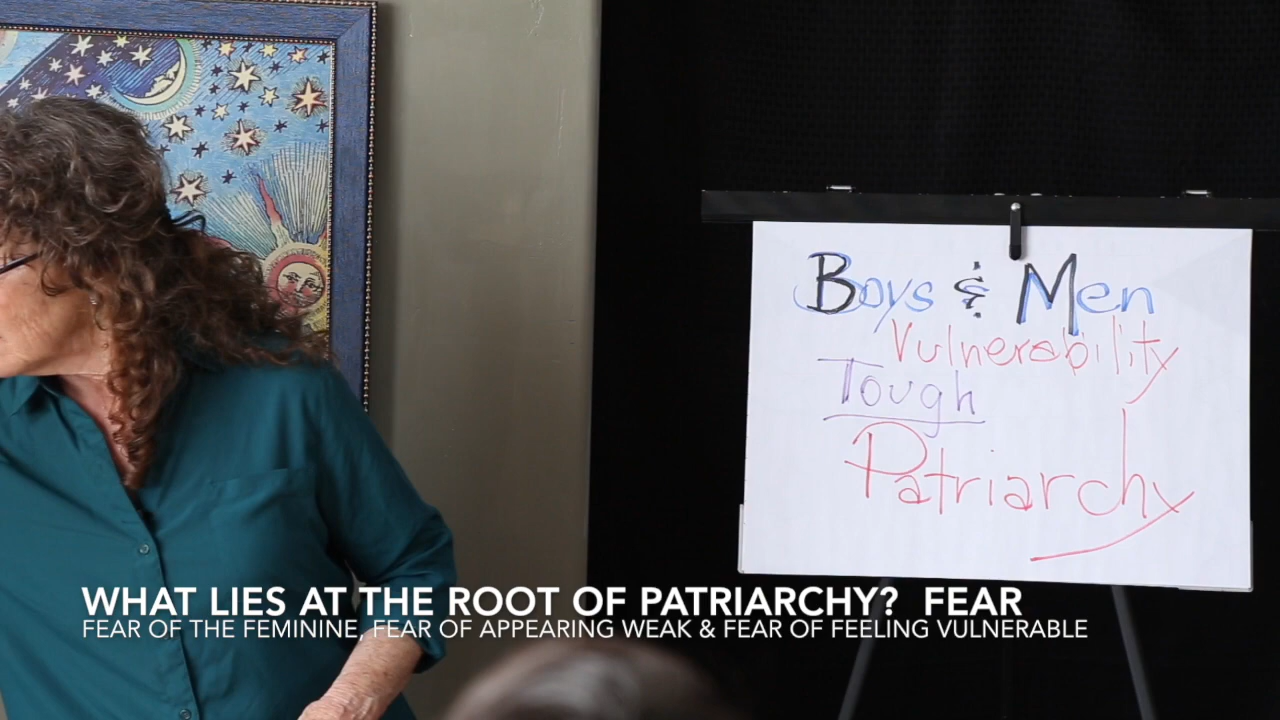 Boys & Men
Vulnerability
Tough
Patriarchy
WHAT LIES AT THE ROOT OF PATRIARCHY?  FEAR
FEAR OF THE FEMININE, FEAR OF APPEARING WEAK & FEAR OF FEELING VULNERABLE